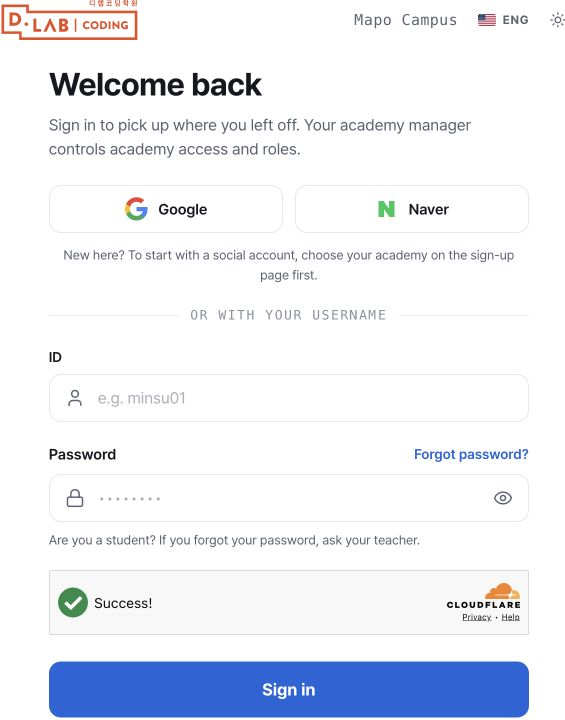 디랩코딩학원
D·LAB | CODING
Mapo Campus
ENG
Welcome back
Sign in to pick up where you left off. Your academy manager
controls academy access and roles.
Google
Naver
New here? To start with a social account, choose your academy on the sign-up
page first.
OR WITH YOUR USERNAME
ID
e.g. minsu01
Password
Forgot password?
Are you a student? If you forgot your password, ask your teacher.
Success!
CLOUDFLARE
Privacy • Help
Sign in